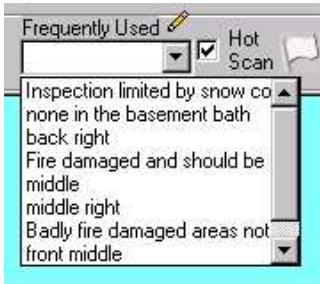 Frequently Used
Hot
Scan
Inspection limited by snow co
none in the basement bath
back right
Fire damaged and should be
middle
middle right
Badly fire damaged areas not
front middle